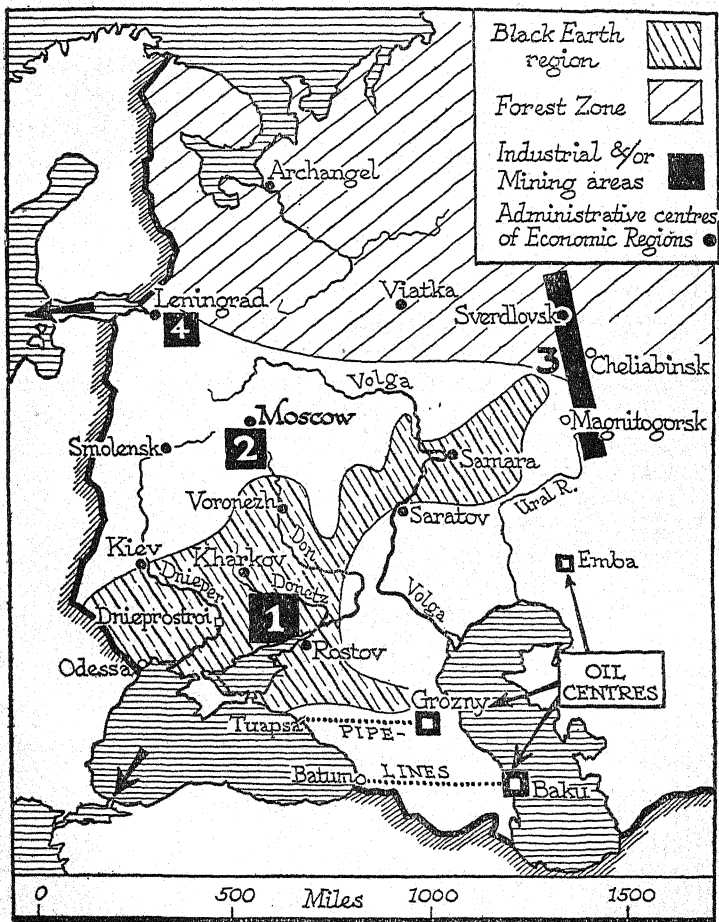 Black Earth
region
Forest Zone
Industrial &/or
Mining areas
Administrative centres
of Economic Regions
Archangel
Leningrad
4
Viatka
Sverdlovsk
3
Cheliabinsk
Volga
Moscow
Magnitogorsk
2
Smolensk
Samara
Ural R.
Voronezh
Saratov
Don
Kiev
Kharkov
Emba
Dnieper
Donetz
Volga
Dnieprostroi
1
Rostov
Odessa
OIL
CENTRES
Grozny
Tuapsa
PIPE-
Batum
LINES
Baku
0 500 Miles 1000 1500